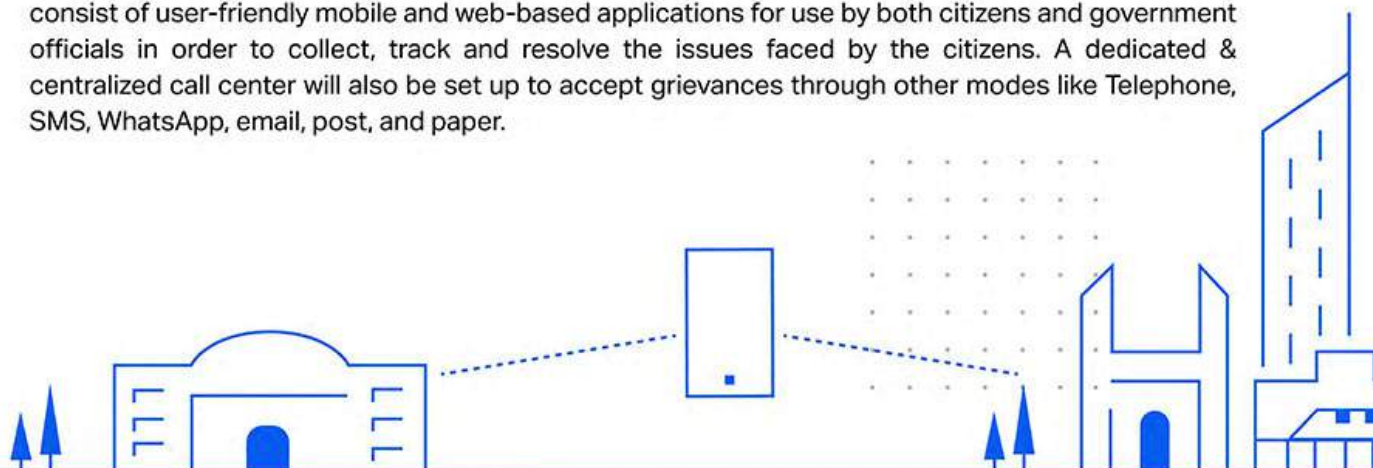 consist of user-friendly mobile and web-based applications for use by both citizens and government
officials in order to collect, track and resolve the issues faced by the citizens. A dedicated &
centralized call center will also be set up to accept grievances through other modes like Telephone,
SMS, WhatsApp, email, post, and paper.